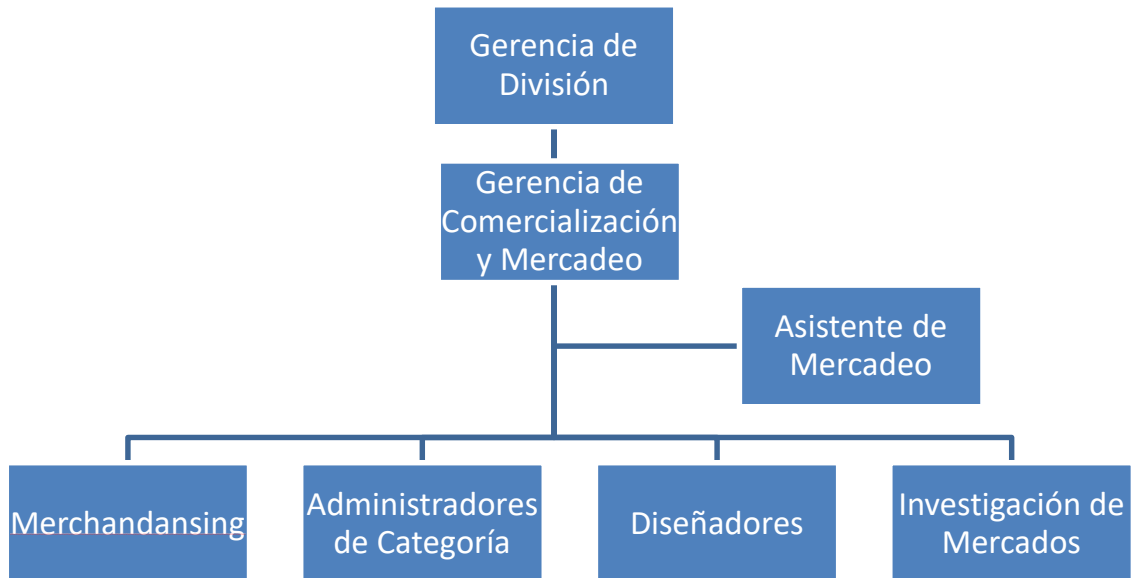 Gerencia de
División
Gerencia de
Comercialización
y Mercadeo
Asistente de
Mercadeo
Merchandansing
Administradores
de Categoría
Diseñadores
Investigación de
Mercados